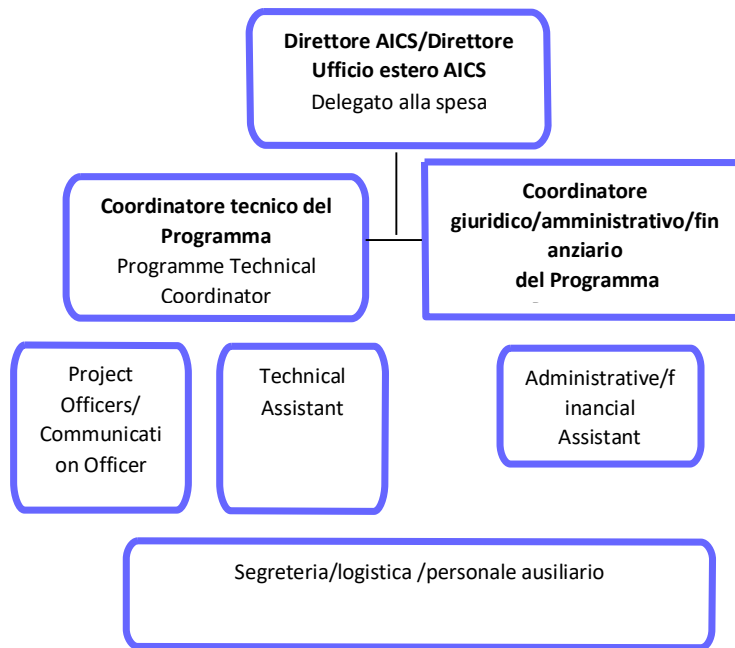 Direttore AICS/Direttore
Ufficio estero AICS
Delegato alla spesa
Coordinatore tecnico del
Programma
Programme Technical
Coordinator
Coordinatore
giuridico/amministrativo/fin
anziario
del Programma
Project
Officers/
Communicati
on Officer
Technical
Assistant
Administrative/f
inancial
Assistant
Segreteria/logistica /personale ausiliario